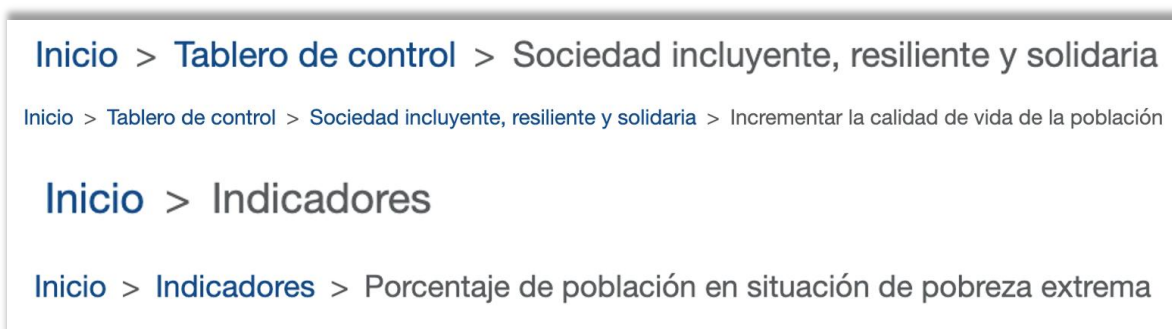 Inicio > Tablero de control > Sociedad incluyente, resiliente y solidaria
Inicio > Tablero de control > Sociedad incluyente, resiliente y solidaria > Incrementar la calidad de vida de la población
Inicio > Indicadores
Inicio > Indicadores > Porcentaje de población en situación de pobreza extrema